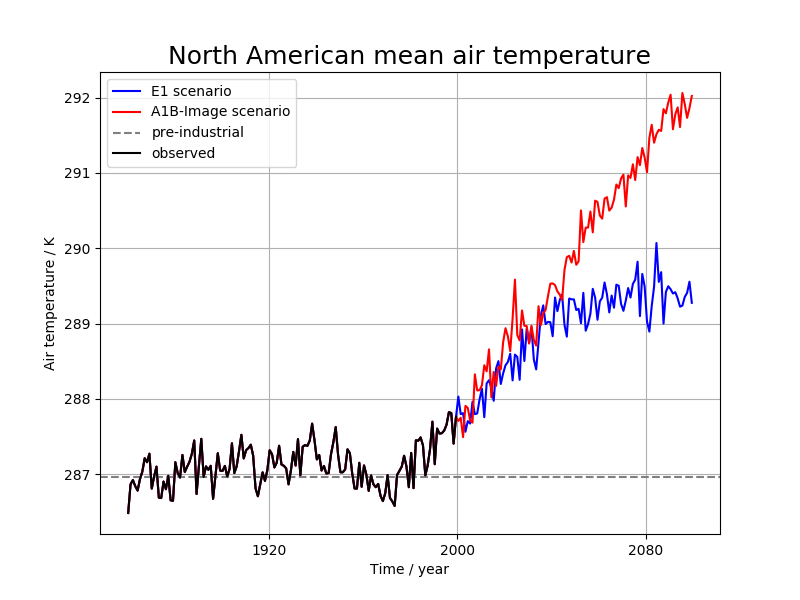 North American mean air temperature
E1 scenario
A1B-Image scenario
pre-industrial
observed
292
291
290
289
288
287
Air temperature / K
1920
2000
2080
Time / year